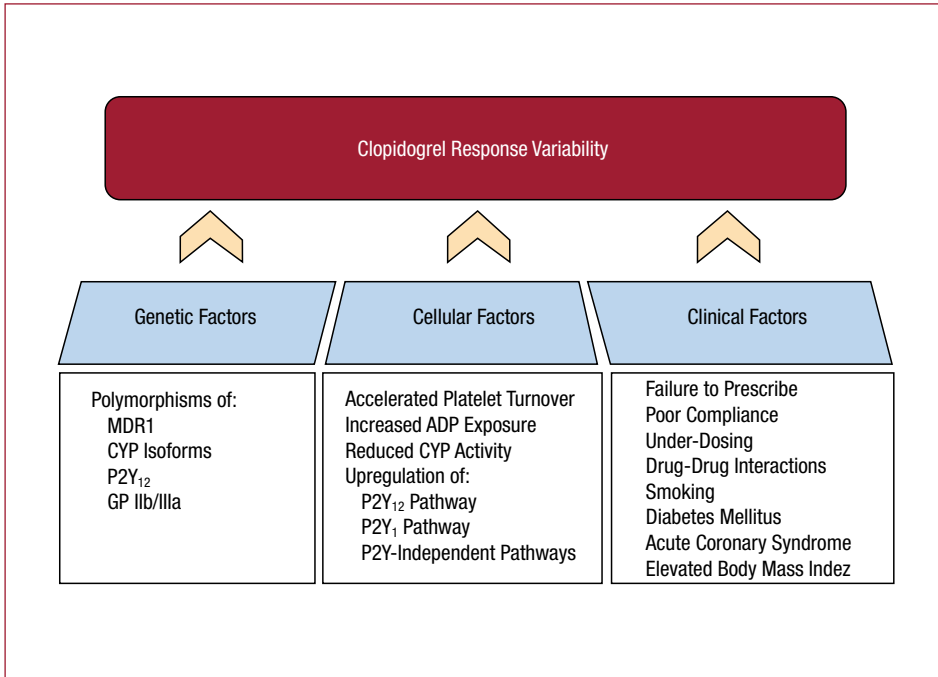 Clopidogrel Response Variability
Genetic Factors
Polymorphisms of:
MDR1
CYP Isoforms
P2Y₁₂
GP IIb/IIIa
Cellular Factors
Accelerated Platelet Turnover
Increased ADP Exposure
Reduced CYP Activity
Upregulation of:
P2Y₁₂ Pathway
P2Y₁ Pathway
P2Y-Independent Pathways
Clinical Factors
Failure to Prescribe
Poor Compliance
Under-Dosing
Drug-Drug Interactions
Smoking
Diabetes Mellitus
Acute Coronary Syndrome
Elevated Body Mass Indez